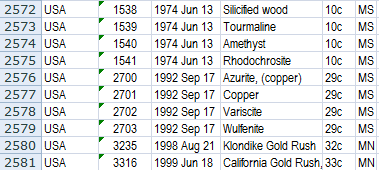 2572 USA 1538 1974 Jun 13 Silicified wood 10c MS
2573 USA 1539 1974 Jun 13 Tourmaline 10c MS
2574 USA 1540 1974 Jun 13 Amethyst 10c MS
2575 USA 1541 1974 Jun 13 Rhodochrosite 10c MS
2576 USA 2700 1992 Sep 17 Azurite, (copper) 29c MS
2577 USA 2701 1992 Sep 17 Copper 29c MS
2578 USA 2702 1992 Sep 17 Variscite 29c MS
2579 USA 2703 1992 Sep 17 Wulfenite 29c MS
2580 USA 3235 1998 Aug 21 Klondike Gold Rush 32c MN
2581 USA 3316 1999 Jun 18 California Gold Rush, 33c MN